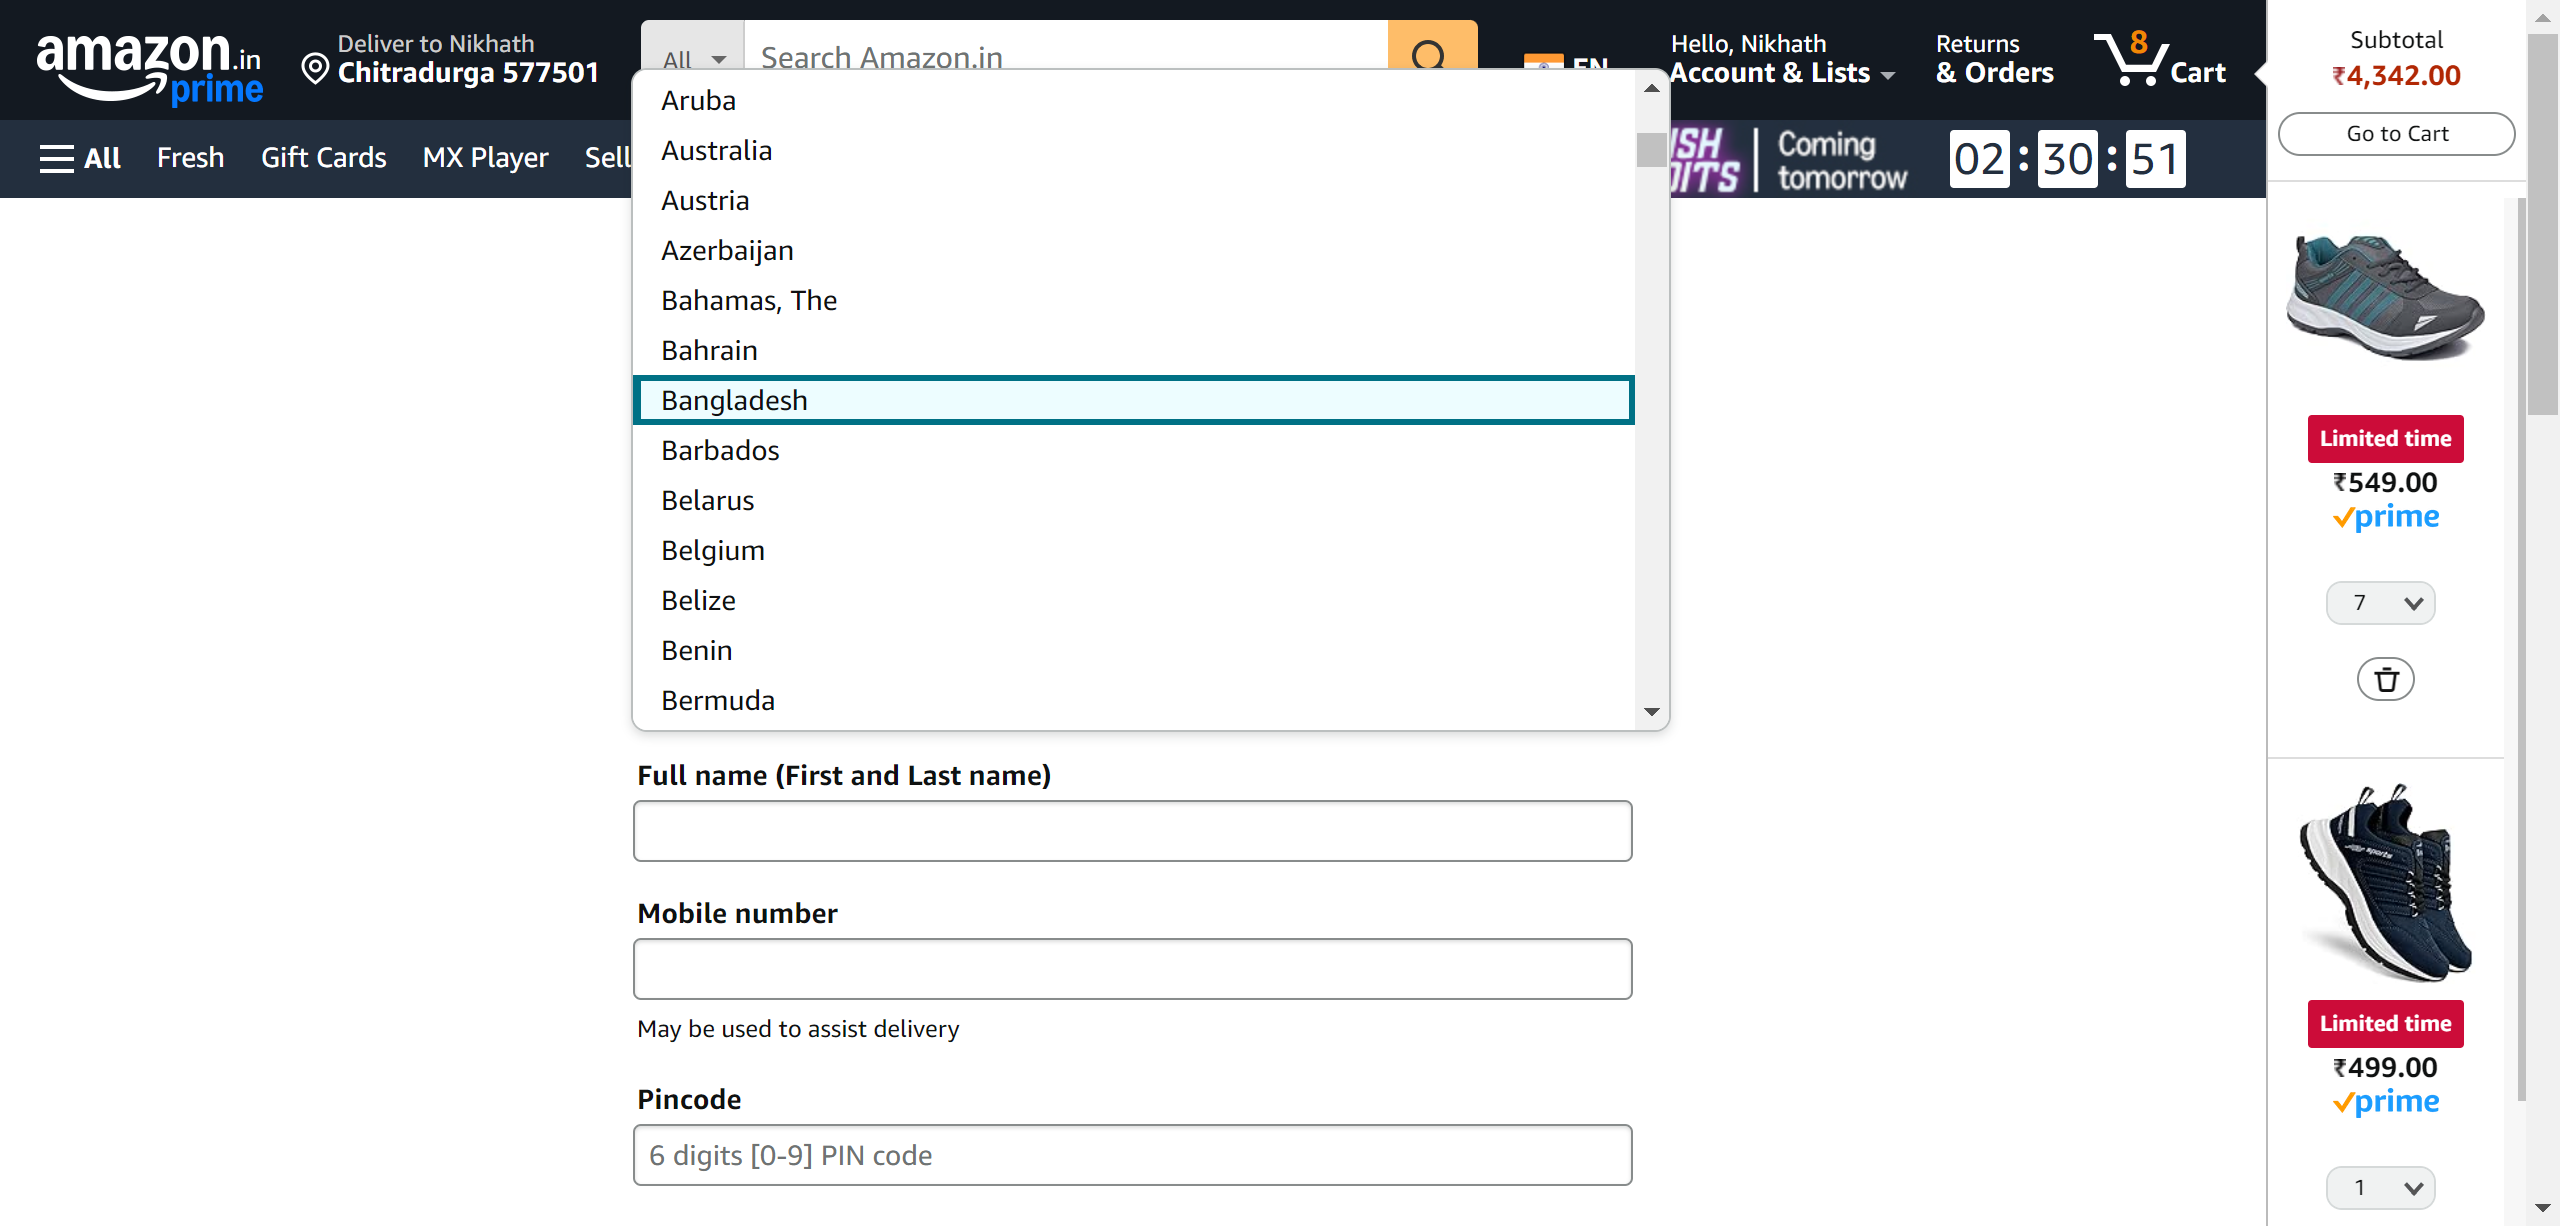 amazon.in
prime
Deliver to Nikhath
Chitradurga 577501
All
Search Amazon.in
EN
Hello, Nikhath
Account & Lists
Returns
& Orders
8
Cart
All
Fresh
Gift Cards
MX Player
Sell
Coming
tomorrow
02 : 30 : 51
Aruba
Australia
Austria
Azerbaijan
Bahamas, The
Bahrain
Bangladesh
Barbados
Belarus
Belgium
Belize
Benin
Bermuda
Full name (First and Last name)
Mobile number
May be used to assist delivery
Pincode
6 digits [0-9] PIN code
Subtotal
₹4,342.00
Go to Cart
Limited time
₹549.00
prime
7
sports
Limited time
₹499.00
prime
1